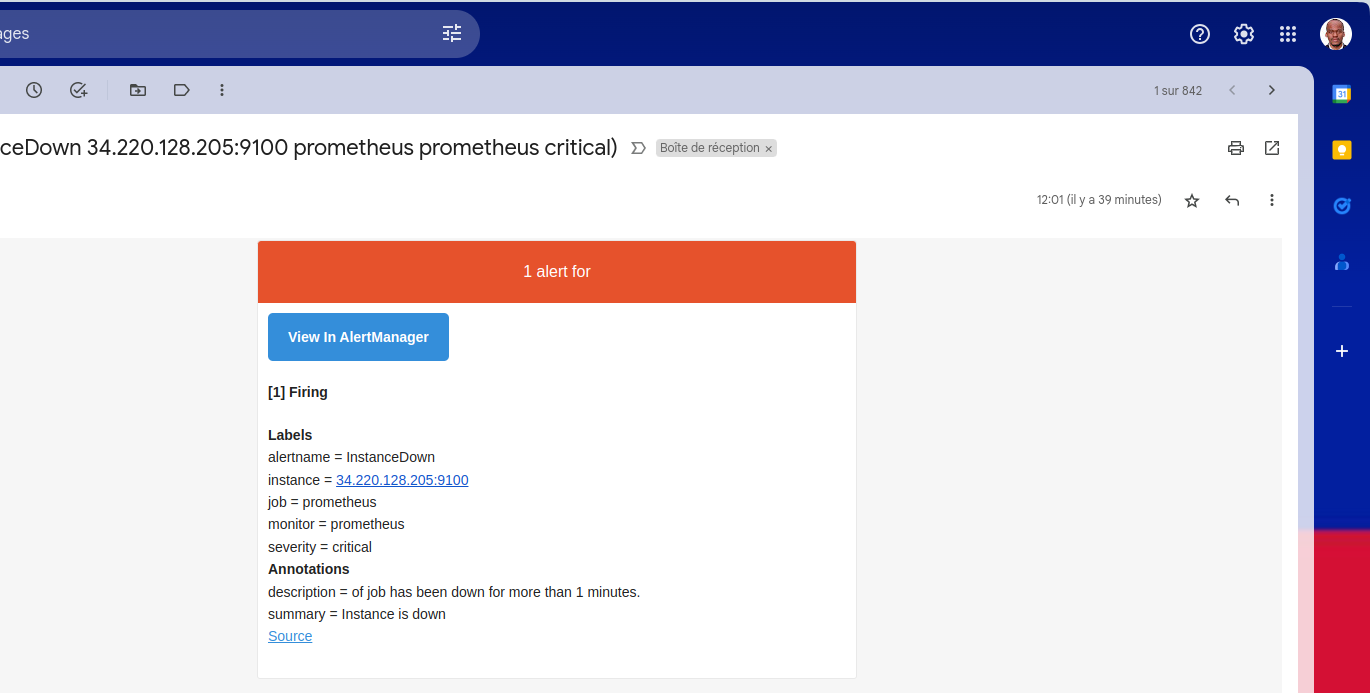 ages
1 sur 842
31
ceDown 34.220.128.205:9100 prometheus prometheus critical)
Boîte de réception ×
12:01 (il y a 39 minutes)
1 alert for
View In AlertManager
[1] Firing
Labels
alertname = InstanceDown
instance = 34.220.128.205:9100
job = prometheus
monitor = prometheus
severity = critical
Annotations
description = of job has been down for more than 1 minutes.
summary = Instance is down
Source